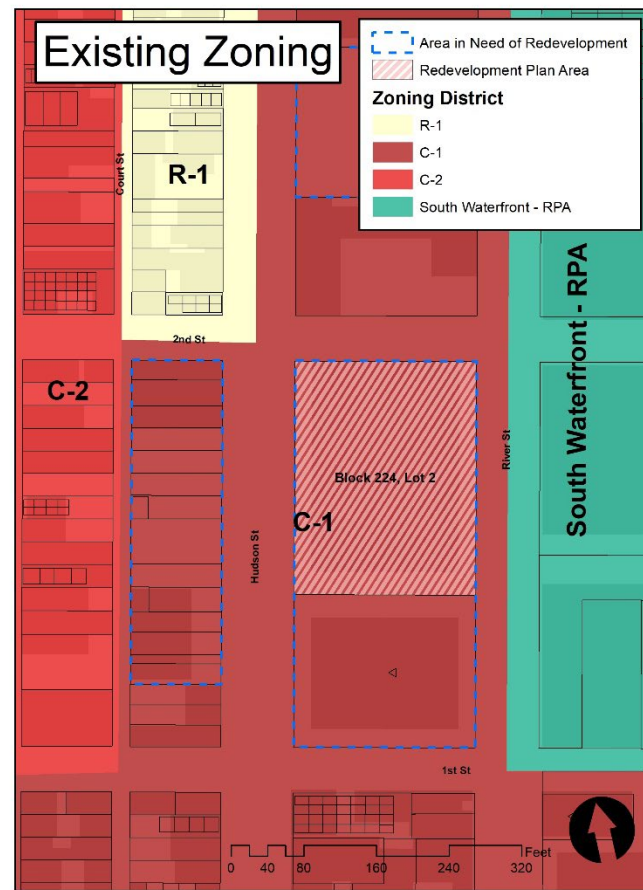 Existing Zoning
Area in Need of Redevelopment
Redevelopment Plan Area
Zoning District
R-1
C-1
C-2
South Waterfront - RPA
Court St
R-1
2nd St
C-2
Block 224, Lot 2
C-1
Hudson St
River St
South Waterfront - RPA
1st St
Feet
0 40 80 160 240 320